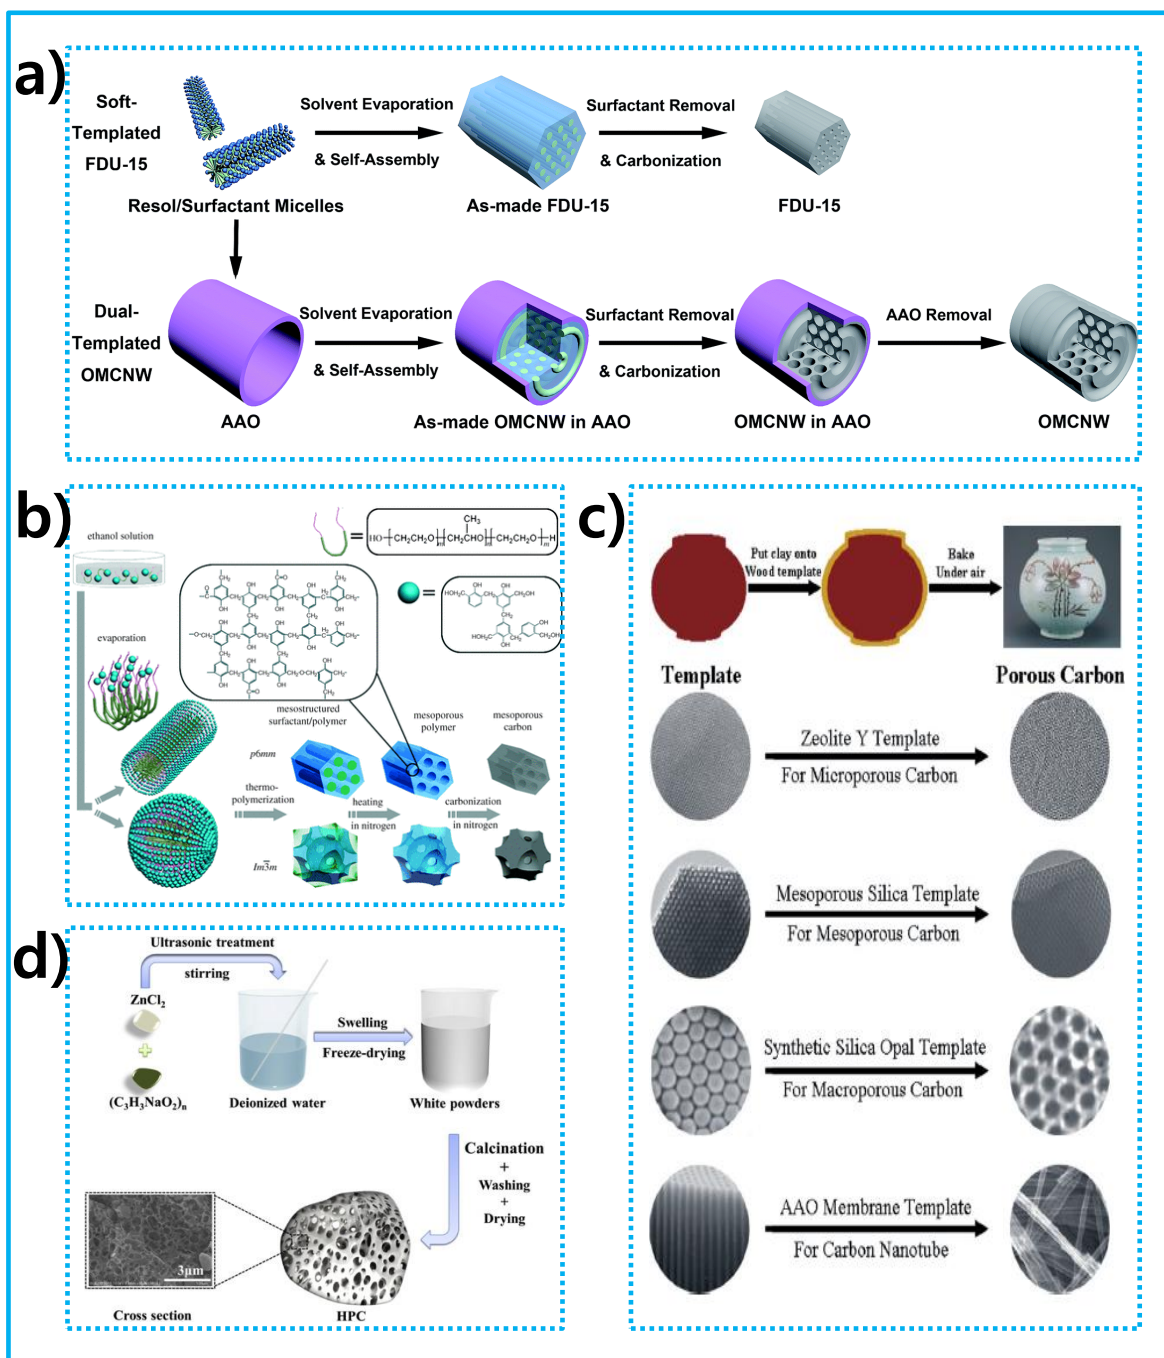 a)
Soft-
Templated
FDU-15
Solvent Evaporation
& Self-Assembly
Surfactant Removal
& Carbonization
Resol/Surfactant Micelles
As-made FDU-15
FDU-15
Dual-
Templated
OMCNW
Solvent Evaporation
& Self-Assembly
Surfactant Removal
& Carbonization
AAO Removal
AAO
As-made OMCNW in AAO
OMCNW in AAO
OMCNW
b)
ethanol solution
evaporation
HO─[CH₂CH₂O]m[CH₂CHO]n[CH₂CH₂O]mH
CH₃
mesostructured
surfactant/polymer
mesoporous
polymer
mesoporous
carbon
p6mm
thermo-
polymerization
heating
in nitrogen
carbonization
in nitrogen
Im3̅m
c)
Put clay onto
Wood template
Bake
Under air
Template
Porous Carbon
Zeolite Y Template
For Microporous Carbon
Mesoporous Silica Template
For Mesoporous Carbon
Synthetic Silica Opal Template
For Macroporous Carbon
AAO Membrane Template
For Carbon Nanotube
d)
Ultrasonic treatment
stirring
ZnCl₂
+
(C₃H₃NaO₂)n
Deionized water
Swelling
Freeze-drying
White powders
Calcination
+
Washing
+
Drying
3μm
Cross section
HPC